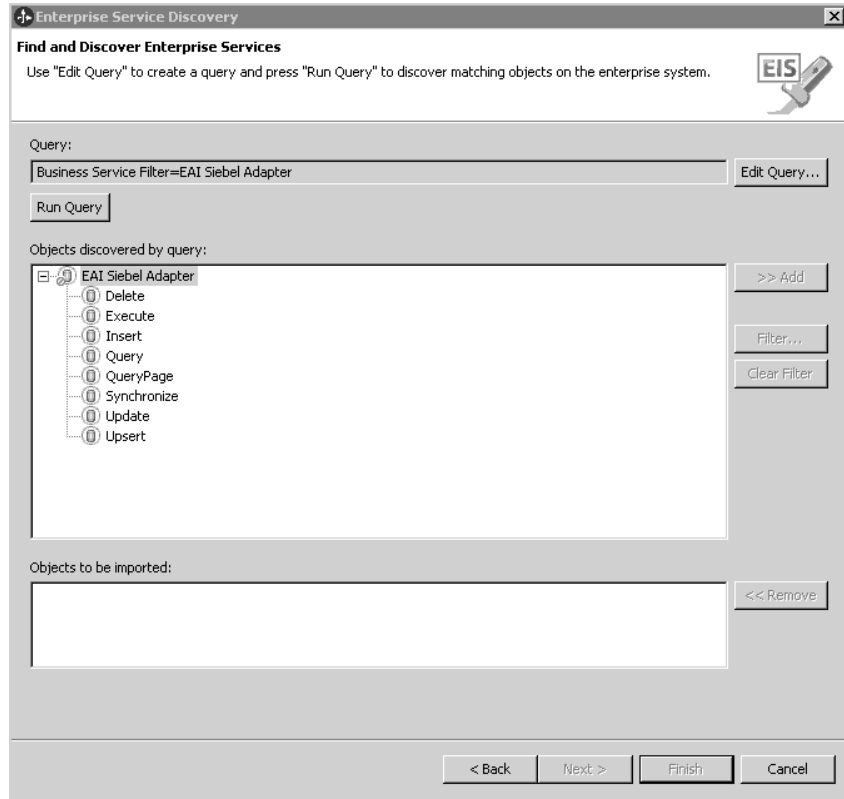 Enterprise Service Discovery
Find and Discover Enterprise Services
Use "Edit Query" to create a query and press "Run Query" to discover matching objects on the enterprise system.
EIS
Query:
Business Service Filter=EAI Siebel Adapter
Edit Query...
Run Query
Objects discovered by query:
EAI Siebel Adapter
>> Add
Delete
Execute
Insert
Filter...
Query
QueryPage
Clear Filter
Synchronize
Update
Upsert
Objects to be imported:
<< Remove
< Back
Next >
Finish
Cancel